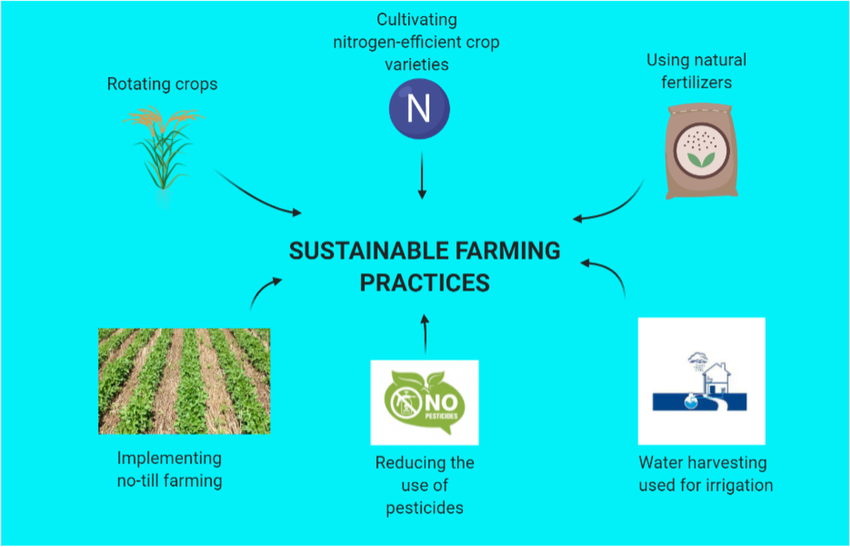 Cultivating
nitrogen-efficient crop
varieties
N
Rotating crops
Using natural
fertilizers
SUSTAINABLE FARMING
PRACTICES
NO
PESTICIDES
Implementing
no-till farming
Reducing the
use of
pesticides
Water harvesting
used for irrigation